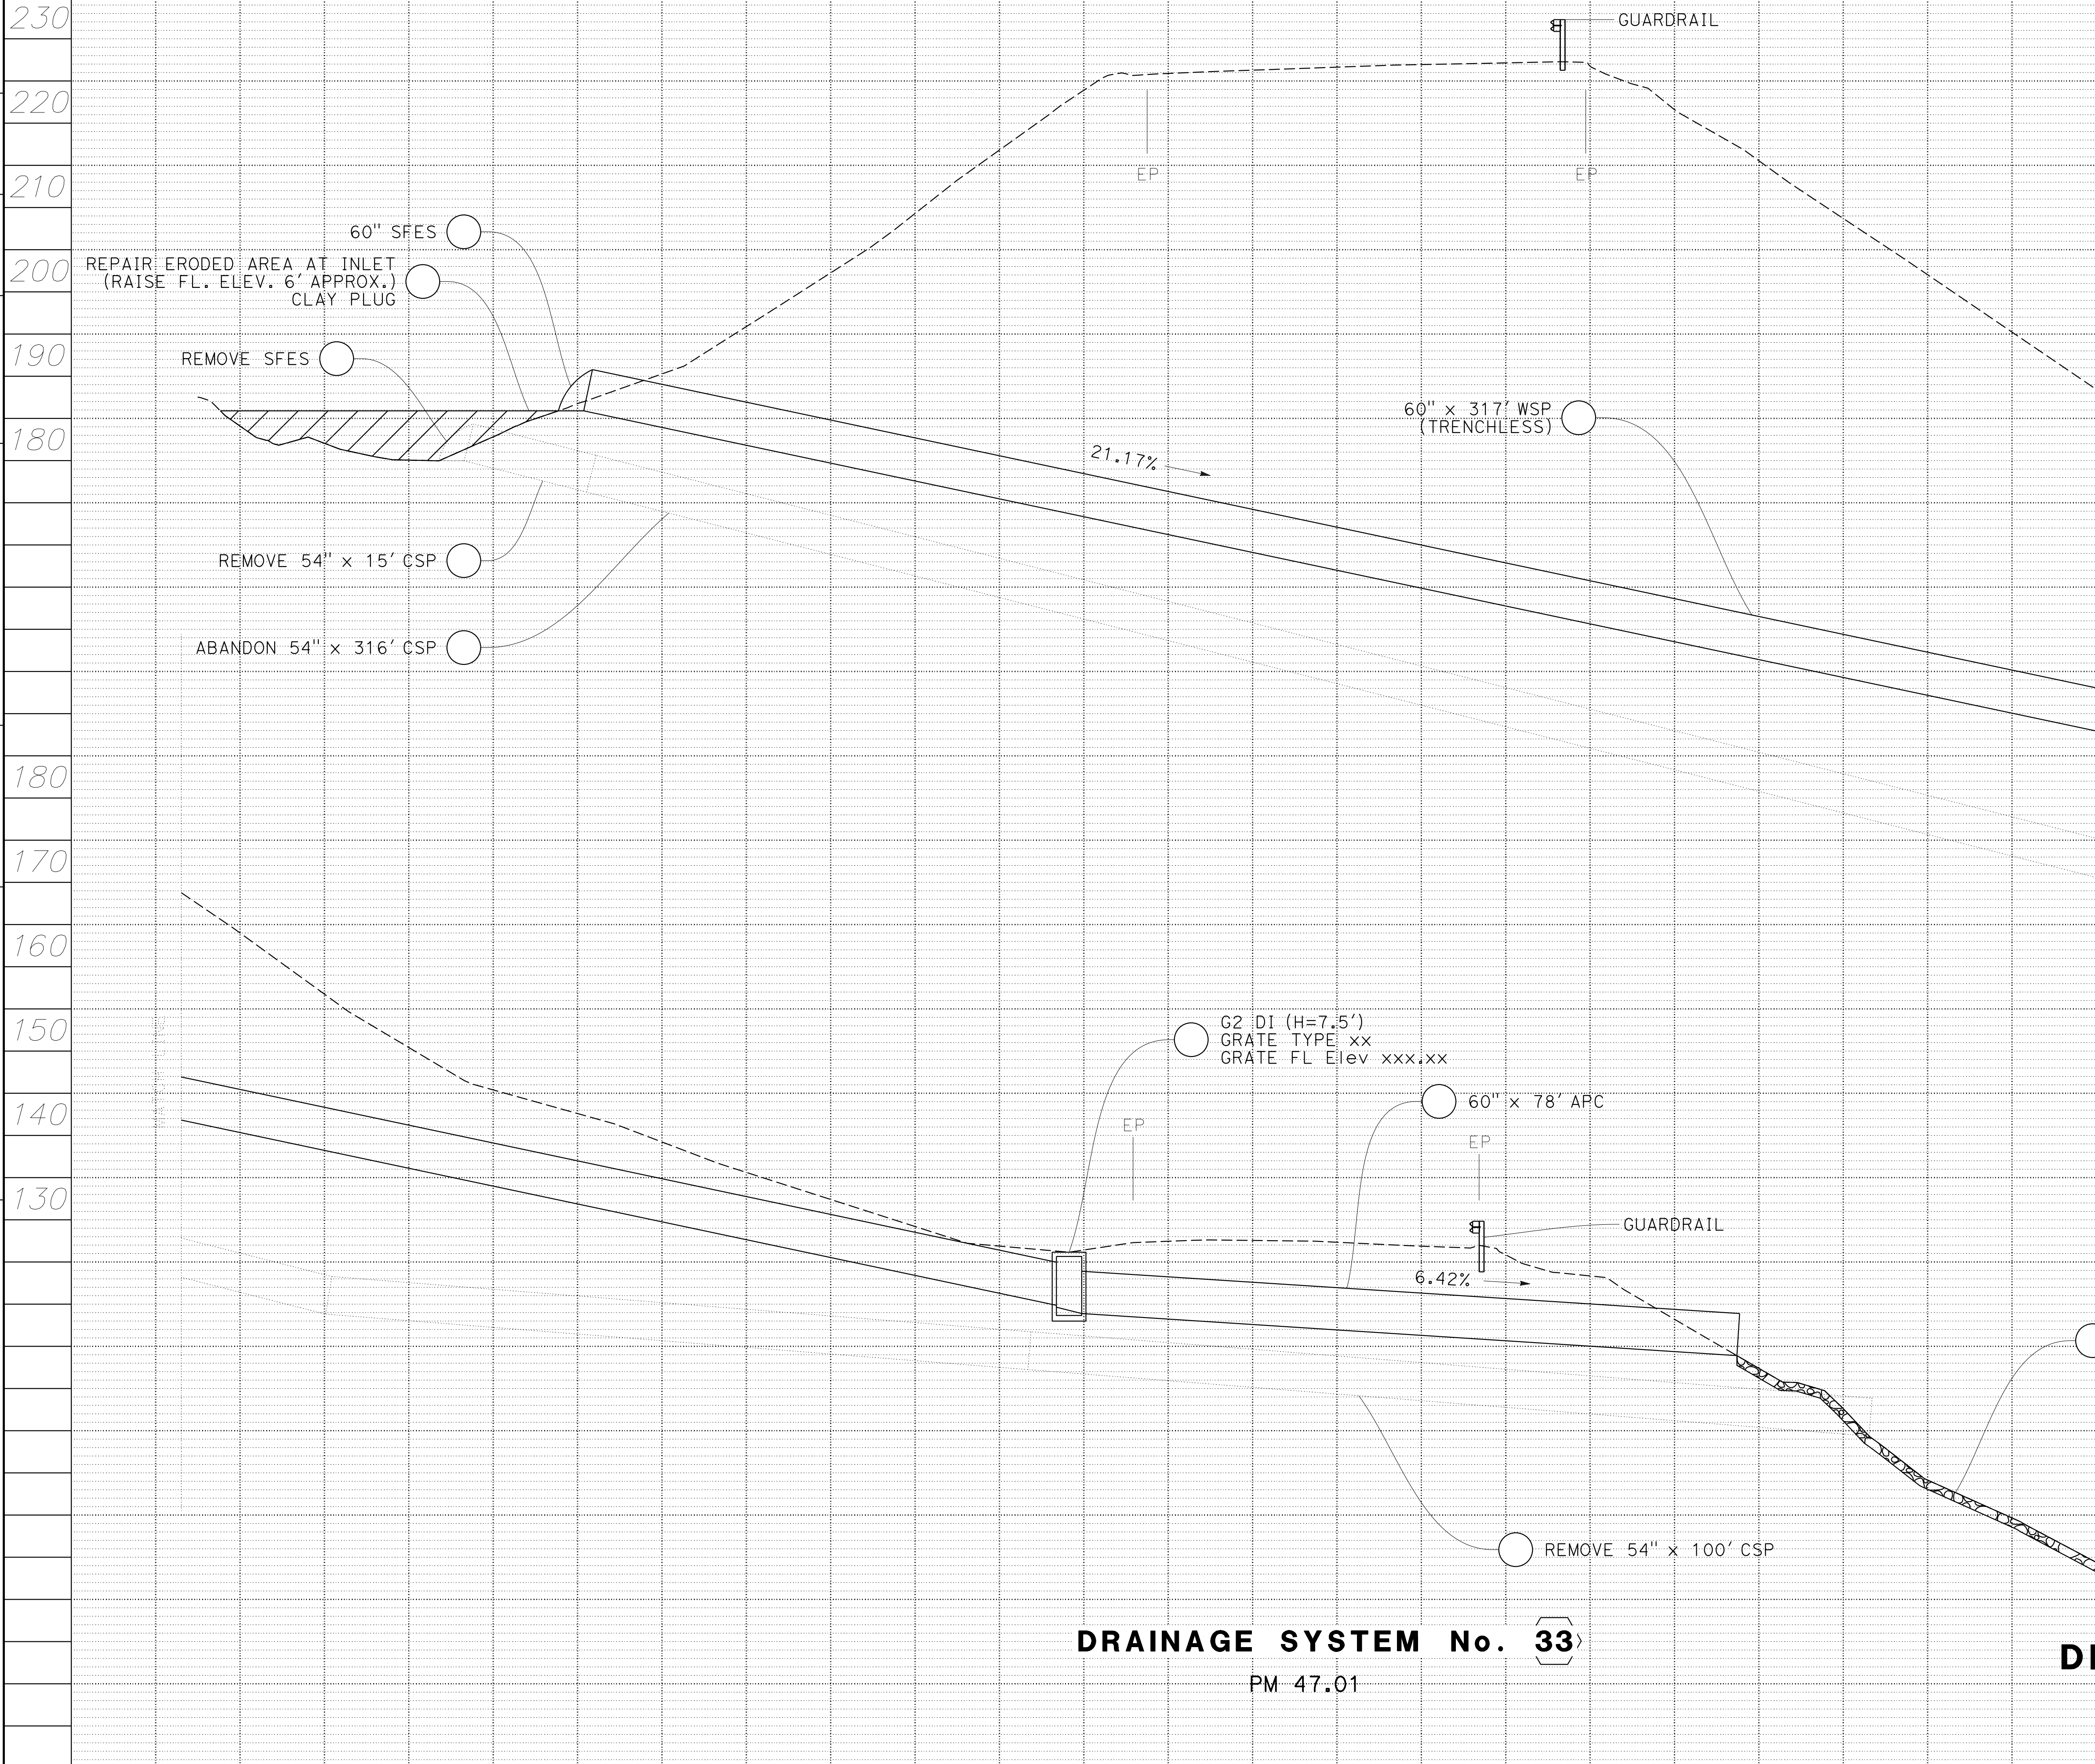 230
GUARDRAIL
220
EP
EP
210
60" SFES
200
REPAIR ERODED AREA AT INLET
(RAISE FL. ELEV. 6' APPROX.)
CLAY PLUG
REMOVE SFES
190
60" x 317' WSP
(TRENCHLESS)
180
21.17%
REMOVE 54" x 15' CSP
ABANDON 54" x 316' CSP
180
170
160
150
G2 DI (H=7.5')
GRATE TYPE xx
GRATE FL Elev xxx.xx
140
60" x 78' APC
EP
EP
130
GUARDRAIL
6.42%
REMOVE 54" x 100' CSP
DRAINAGE SYSTEM No. 33
PM 47.01